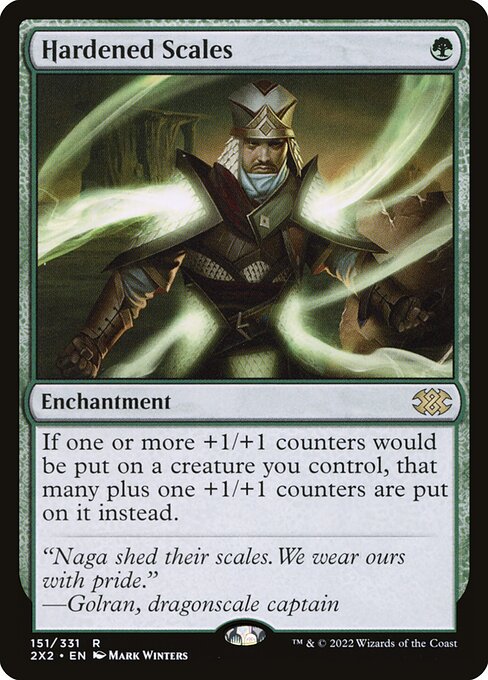 Hardened Scales
Enchantment
If one or more +1/+1 counters would
be put on a creature you control, that
many plus one +1/+1 counters are put
on it instead.
“Naga shed their scales. We wear ours
with pride.”
—Golran, dragonscale captain
151/331 R
2X2 • EN Mark Winters
™ & © 2022 Wizards of the Coast